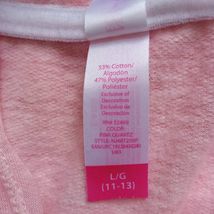 53% Cotton/
Algodón
47% Polyester/
Poliéster
Exclusive of
Decoration
Exclusivo de
Decoración
COLOR:
PINK QUARTZ
L/G
(11-13)